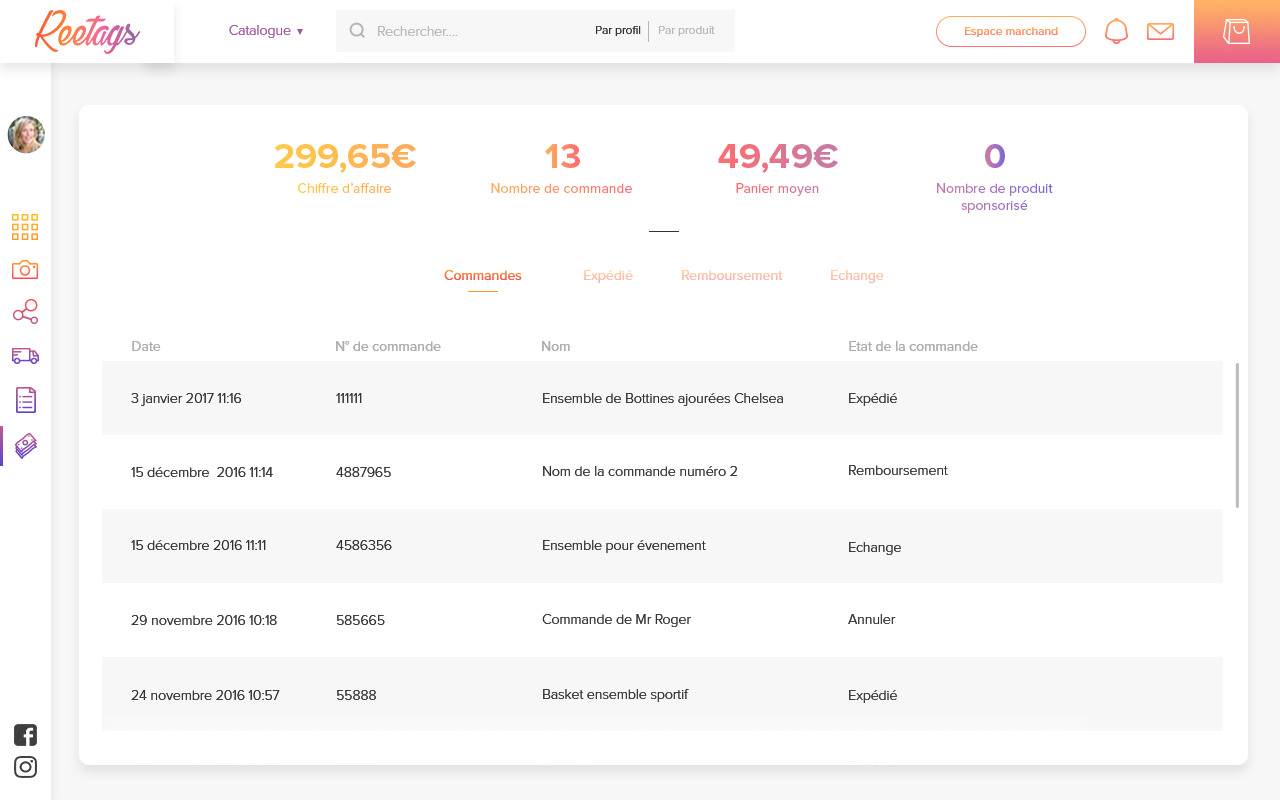 Reetags
Catalogue ▼
Rechercher....
Par profil
Par produit
Espace marchand
299,65€
Chiffre d'affaire
13
Nombre de commande
49,49€
Panier moyen
0
Nombre de produit
sponsorisé
Commandes
Expédié
Remboursement
Echange
Date
N° de commande
Nom
Etat de la commande
3 janvier 2017 11:16
111111
Ensemble de Bottines ajourées Chelsea
Expédié
15 décembre  2016 11:14
4887965
Nom de la commande numéro 2
Remboursement
15 décembre 2016 11:11
4586356
Ensemble pour évenement
Echange
29 novembre 2016 10:18
585665
Commande de Mr Roger
Annuler
24 novembre 2016 10:57
55888
Basket ensemble sportif
Expédié